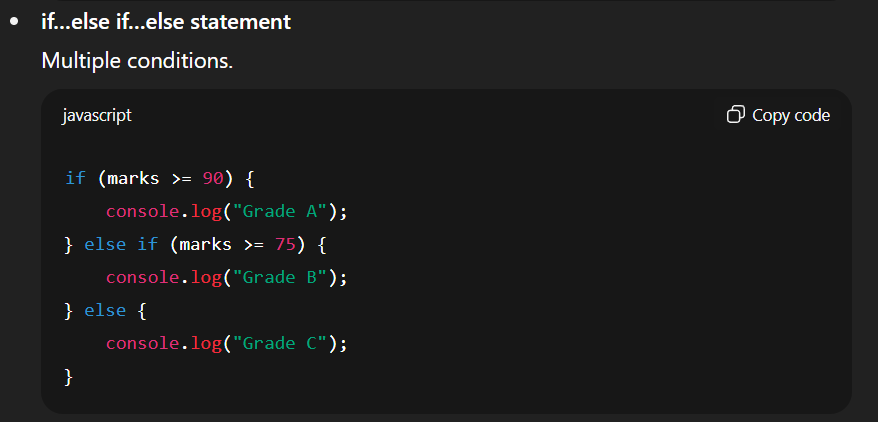 if...else if...else statement
Multiple conditions.
javascript
Copy code
if (marks >= 90) {
    console.log("Grade A");
} else if (marks >= 75) {
    console.log("Grade B");
} else {
    console.log("Grade C");
}